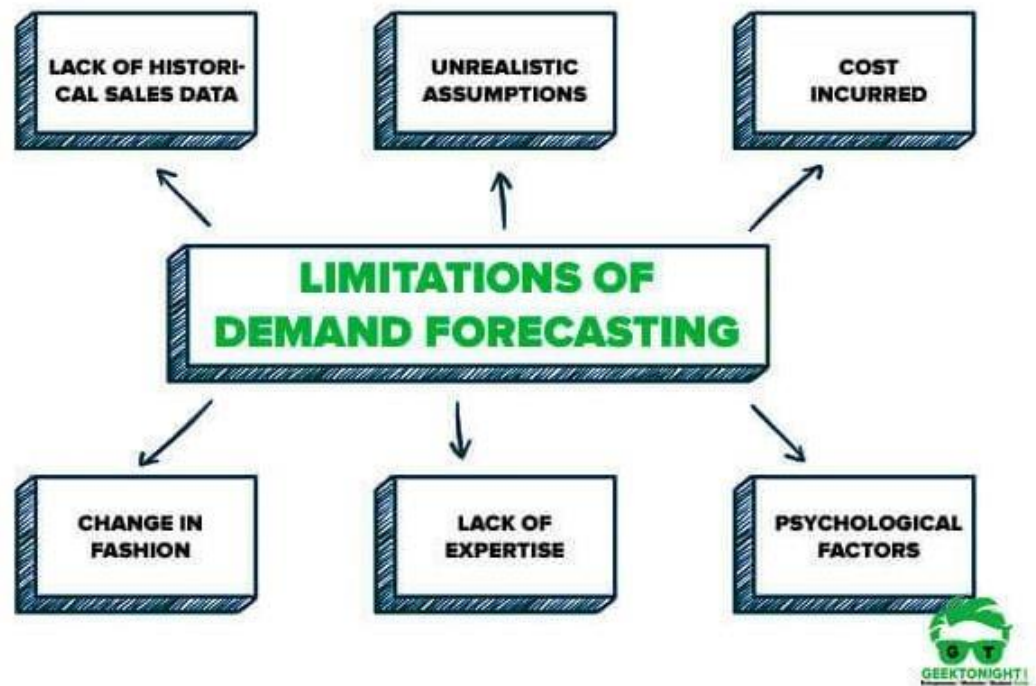 LACK OF HISTORI-
CAL SALES DATA
UNREALISTIC
ASSUMPTIONS
COST
INCURRED
LIMITATIONS OF
DEMAND FORECASTING
CHANGE IN
FASHION
LACK OF
EXPERTISE
PSYCHOLOGICAL
FACTORS
G T
GEEKTONIGHT!